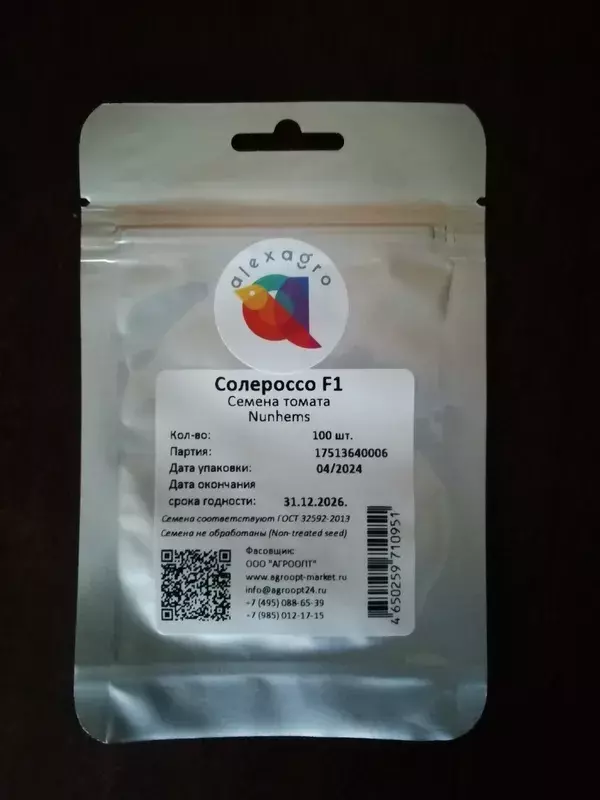 alexagro
Солероссо F1
Семена томата
Nunhems
Кол-во: 100 шт.
Партия: 17513640006
Дата упаковки: 04/2024
Дата окончания
срока годности: 31.12.2026.
Семена соответствуют ГОСТ 32592-2013
Семена не обработаны (Non-treated seed)
Фасовщик:
ООО "АГРООПТ"
www.agroopt-market.ru
info@agroopt24.ru
+7 (495) 088-65-39
+7 (985) 012-17-15
4 650259 710951